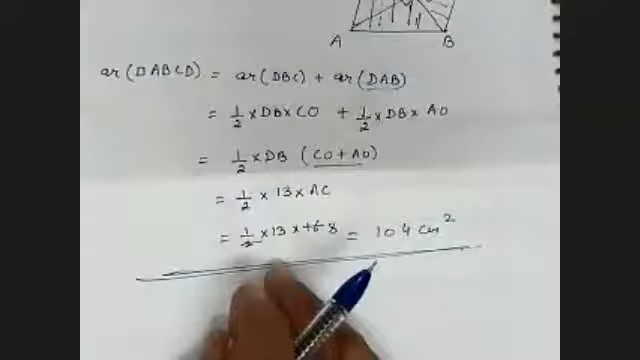 A B
ar(□ABCD) = ar(DBC) + ar(DAB)
= 1/2 × DB × CO + 1/2 × DB × AO
= 1/2 × DB (CO + AO)
= 1/2 × 13 × AC
= 1/2 × 13 × 16 8 = 104 cm²